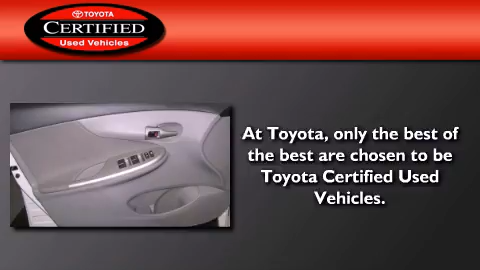 TOYOTA
CERTIFIED
Used Vehicles
At Toyota, only the best of
the best are chosen to be
Toyota Certified Used
Vehicles.